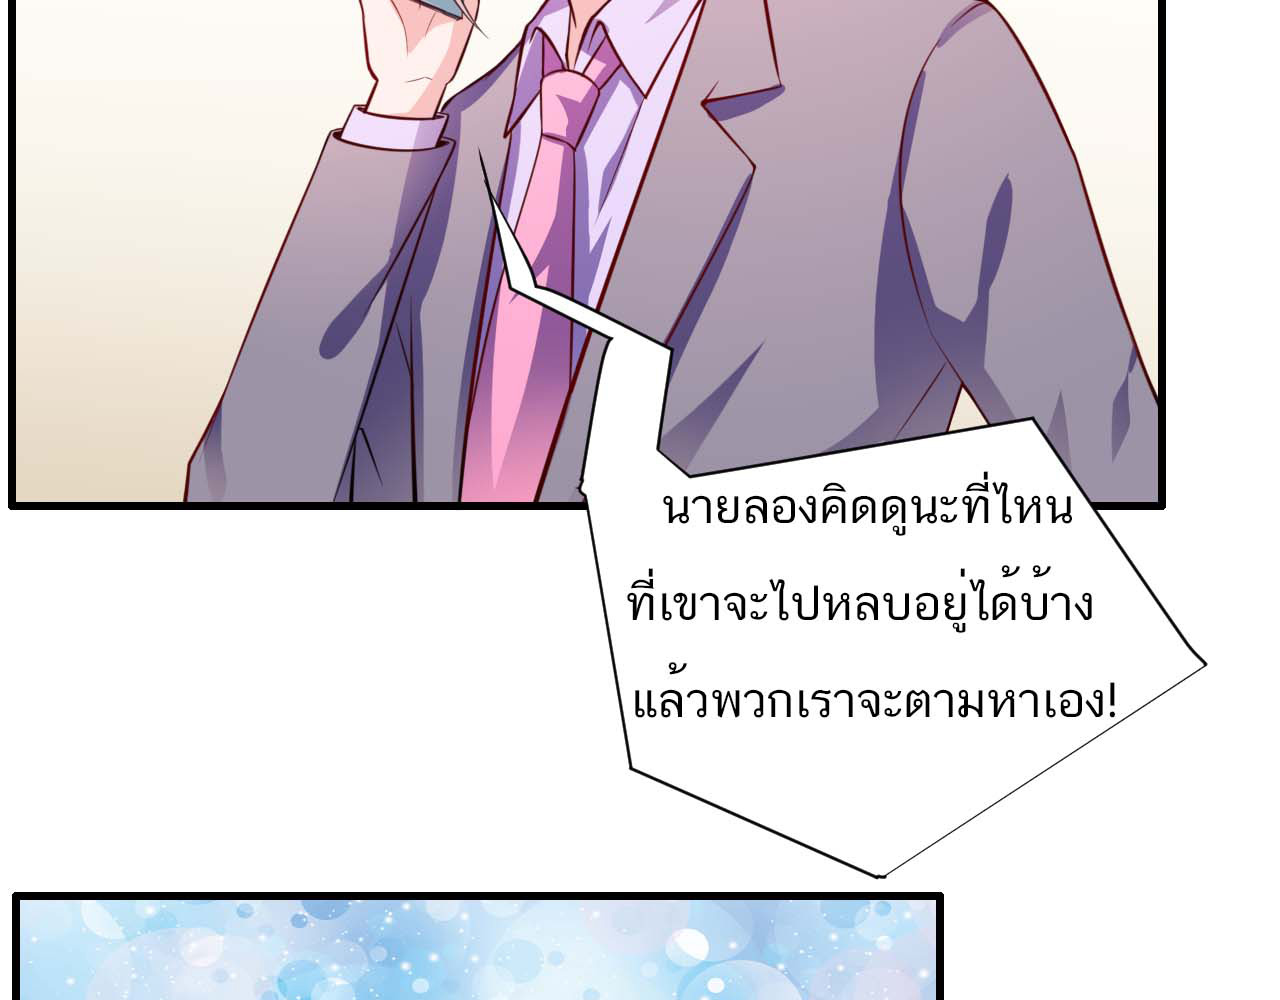 นายลองคิดดูนะที่ไหน
ที่เขาจะไปหลบอยู่ได้บ้าง
แล้วพวกเราจะตามหาเอง!